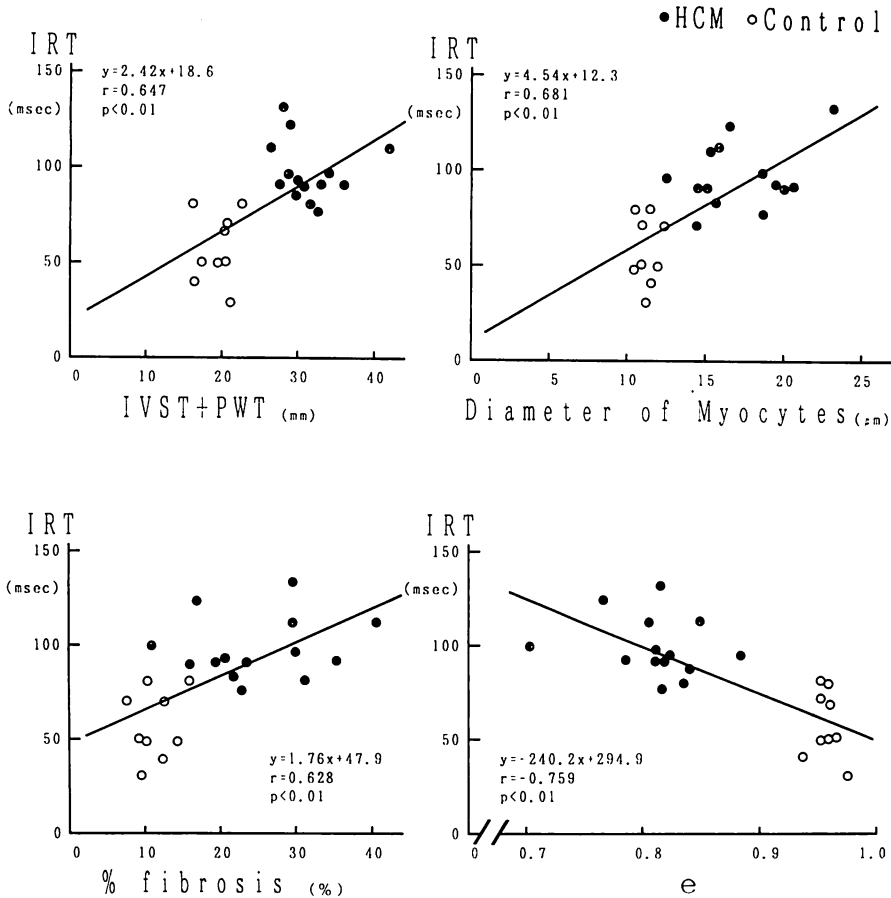 ● HCM ○ Control
IRT
(msec)
150
100
50
0
y=2.42x+18.6
r=0.647
p<0.01
0 10 20 30 40
IVST+PWT (mm)
IRT
(msec)
150
100
50
0
y=4.54x+12.3
r=0.681
p<0.01
0 5 10 15 20 25
Diameter of Myocytes (μm)
IRT
(msec)
150
100
50
0
y=1.76x+47.9
r=0.628
p<0.01
0 10 20 30 40
% fibrosis (%)
IRT
(msec)
150
100
50
0
y=-240.2x+294.9
r=-0.759
p<0.01
0 0.7 0.8 0.9 1.0
e